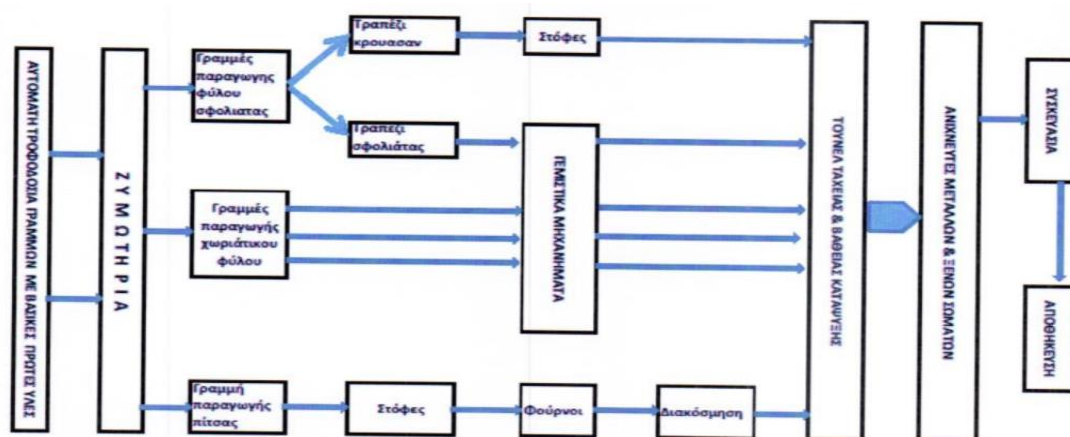 ΑΥΤΟΜΑΤΗ ΤΡΟΦΟΔΟΣΙΑ ΓΡΑΜΜΩΝ ΜΕ ΒΑΣΙΚΕΣ ΠΡΩΤΕΣ ΥΛΕΣ
ΖΥΜΩΤΗΡΙΑ
Γραμμές
παραγωγης
φύλου
σφολιατας
Τραπέζι
κρουασαν
Στόφες
Τραπέζι
σφολιάτας
Γραμμές
παραγωγής
χωριάτικου
φύλου
ΓΕΜΙΣΤΙΚΑ ΜΗΧΑΝΗΜΑΤΑ
Γραμμή
παραγωγής
πίτσας
Στόφες
Φούρνοι
Διακόσμηση
ΤΟΥΝΕΛ ΤΑΧΕΙΑΣ & ΒΑΘΕΙΑΣ ΚΑΤΑΨΥΞΗΣ
ΑΝΙΧΝΕΥΤΕΣ ΜΕΤΑΛΛΩΝ & ΞΕΝΩΝ ΣΩΜΑΤΩΝ
ΣΥΣΚΕΥΑΣΙΑ
ΑΠΟΘΗΚΕΥΣΗ